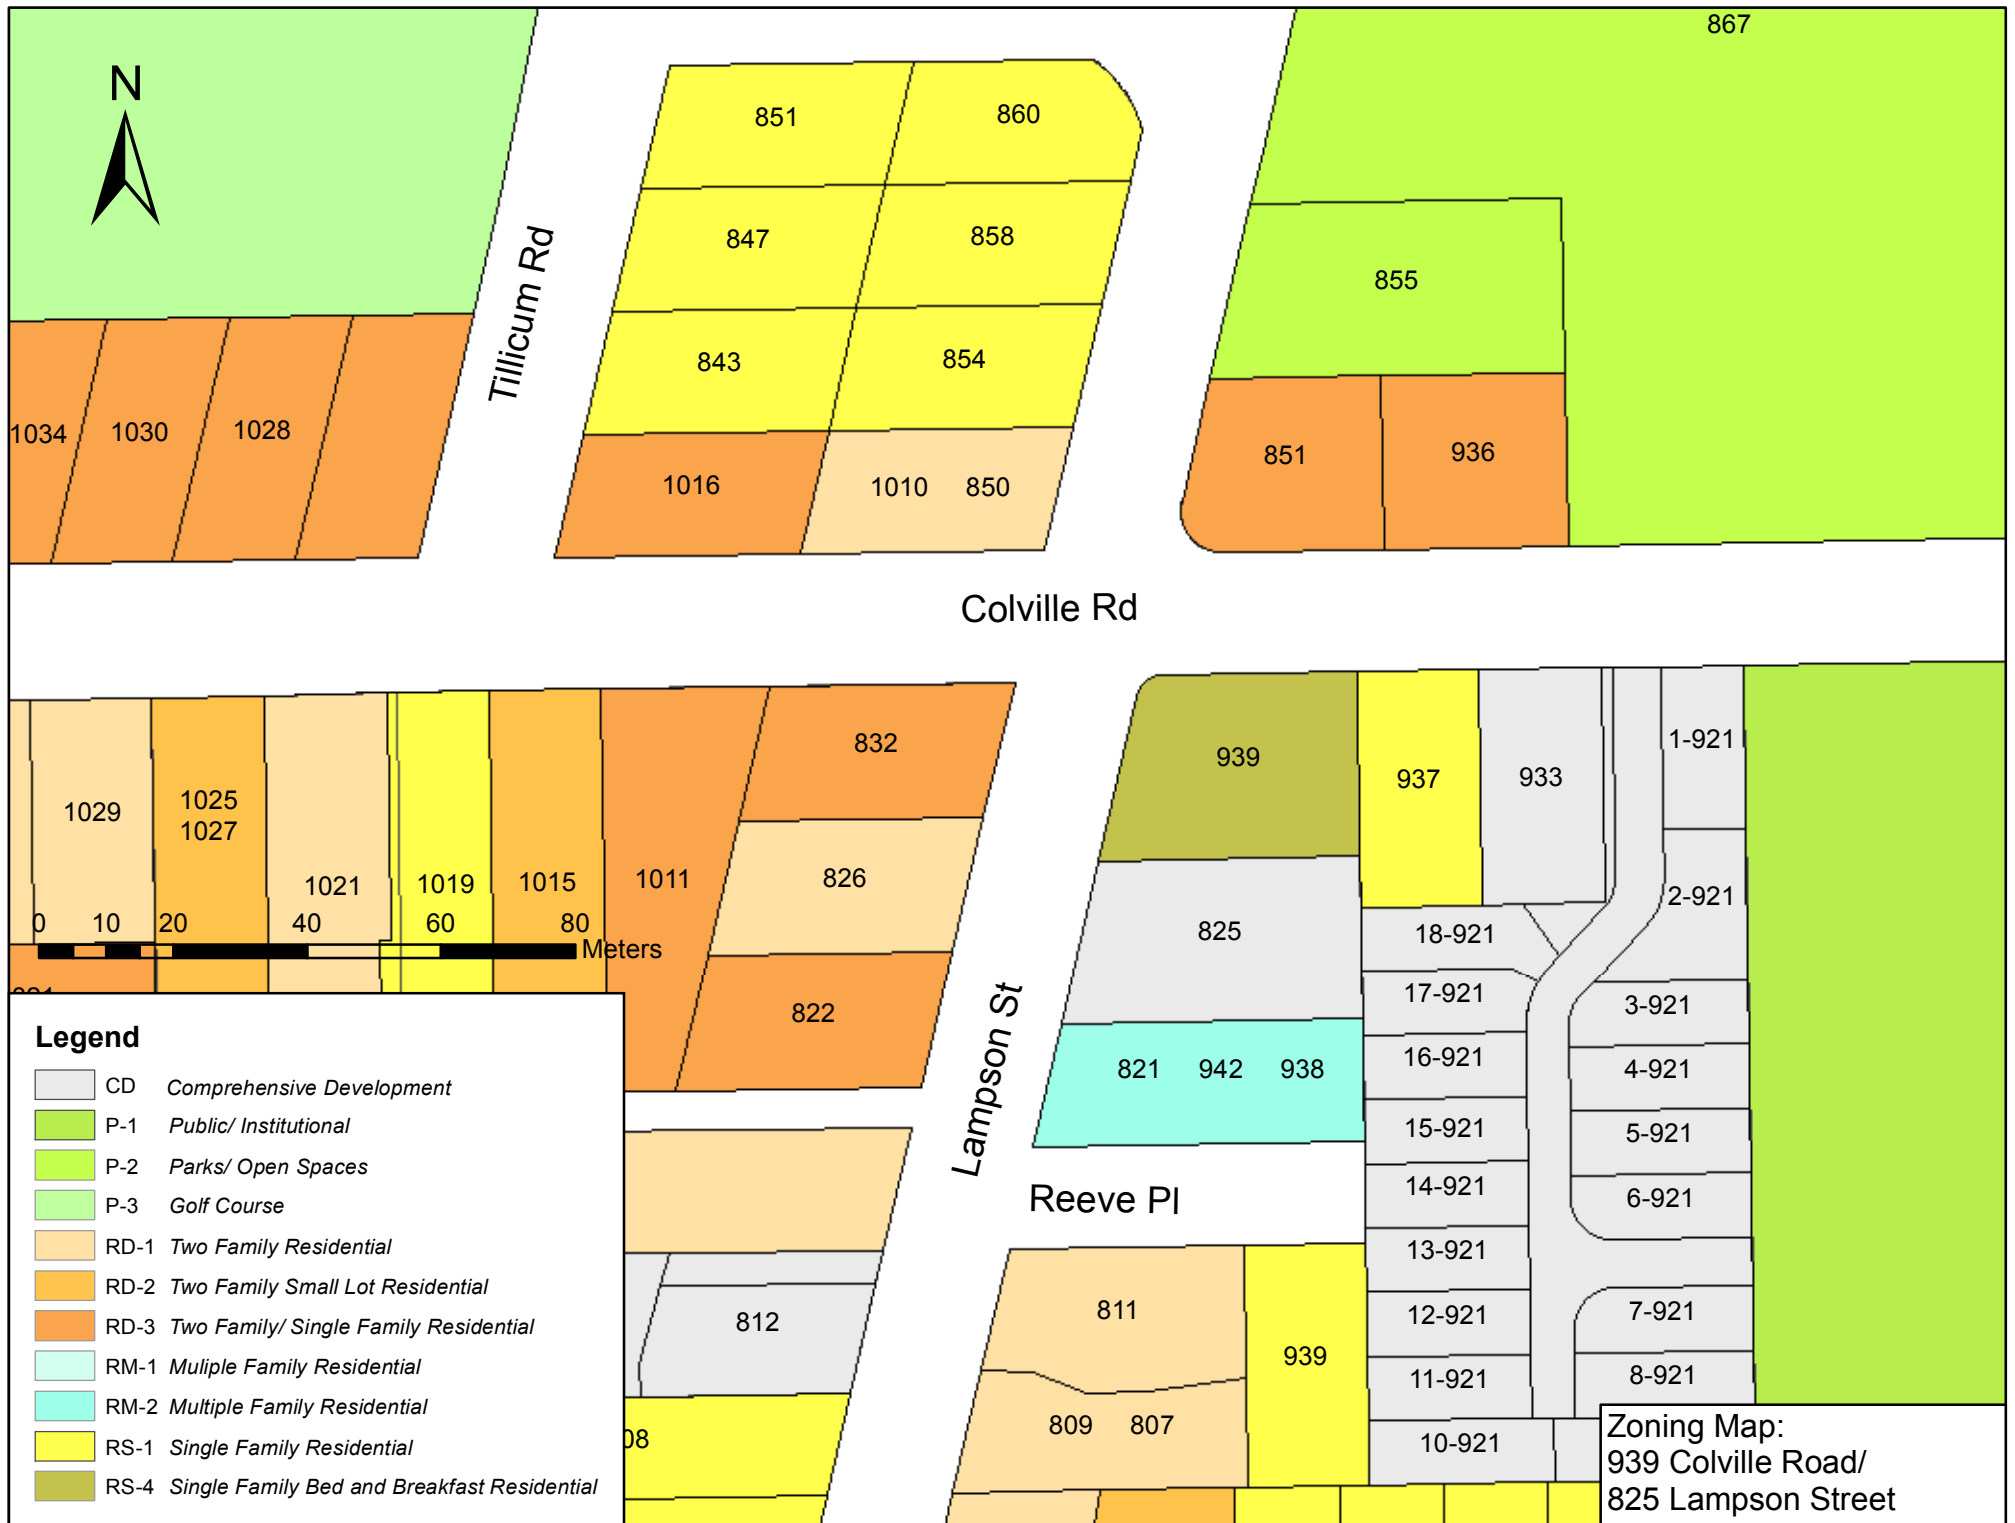 867
N
851 860
847 858
855
843 854
Tillicum Rd
1034 1030 1028
1016 1010 850
851 936
Colville Rd
832
939 937 933 1-921
1029
1025
1027
1021 1019 1015 1011
826
2-921
825
18-921
0 10 20 40 60 80
Meters
17-921 3-921
822
Lampson St
821 942 938
16-921 4-921
15-921 5-921
14-921 6-921
Reeve Pl
13-921
811
12-921 7-921
812
939
11-921 8-921
809 807
10-921
Legend
CD Comprehensive Development
P-1 Public/ Institutional
P-2 Parks/ Open Spaces
P-3 Golf Course
RD-1 Two Family Residential
RD-2 Two Family Small Lot Residential
RD-3 Two Family/ Single Family Residential
RM-1 Muliple Family Residential
RM-2 Multiple Family Residential
RS-1 Single Family Residential
RS-4 Single Family Bed and Breakfast Residential
Zoning Map:
939 Colville Road/
825 Lampson Street